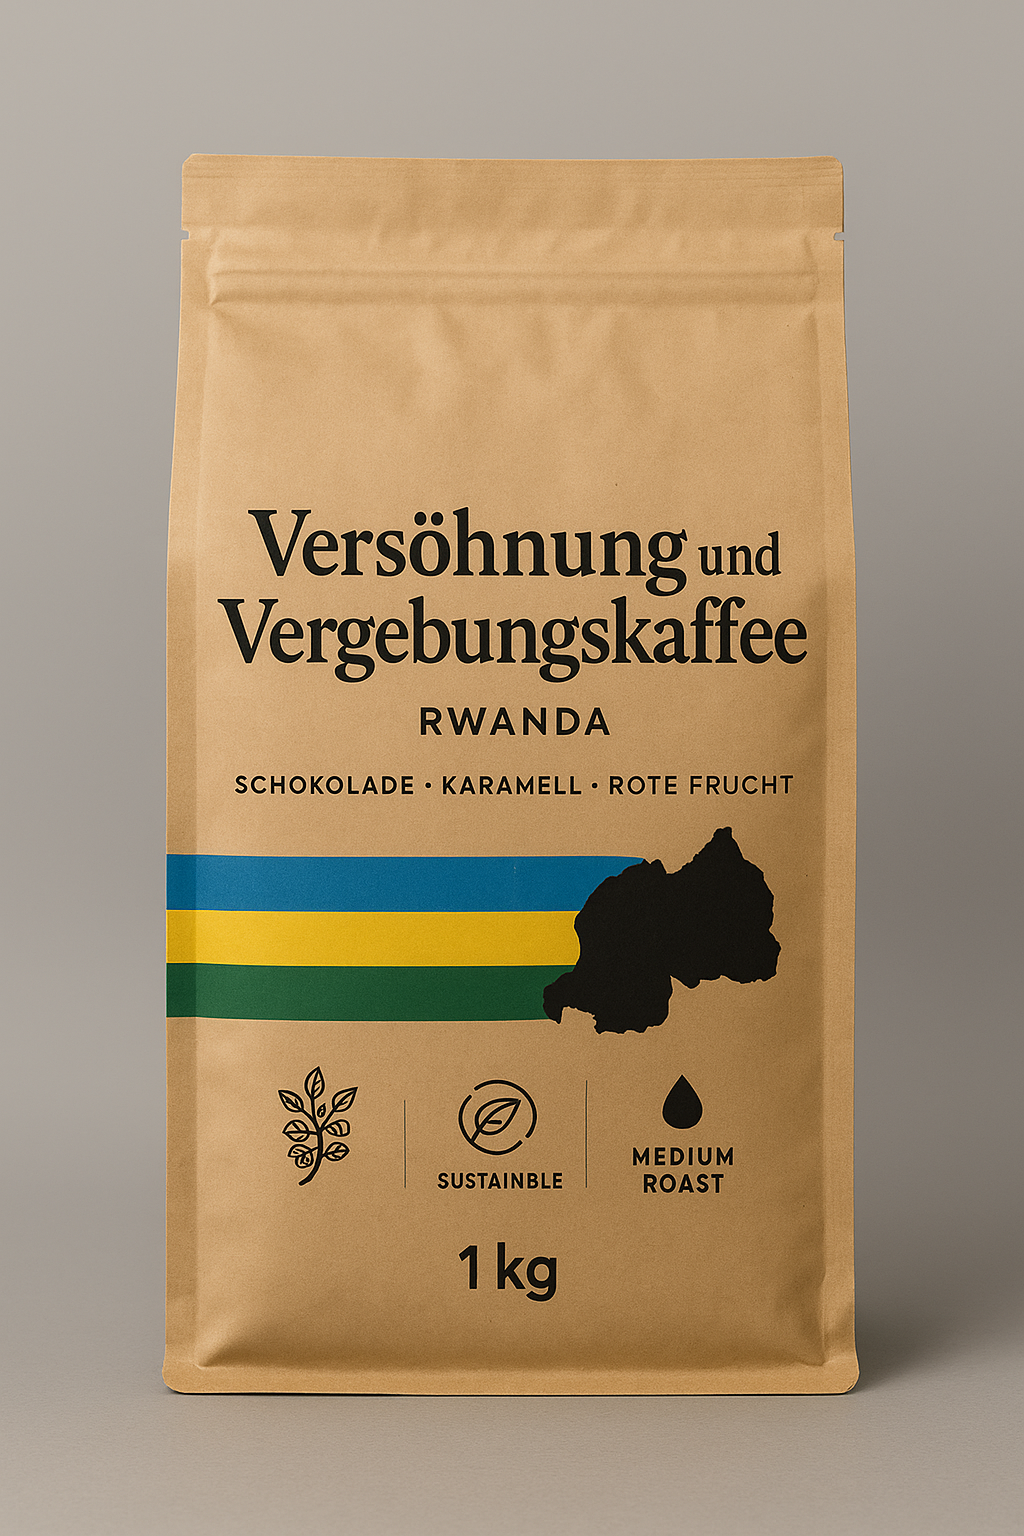 Versöhnung und
Vergebungskaffee
RWANDA
SCHOKOLADE · KARAMELL · ROTE FRUCHT
SUSTAINBLE
MEDIUM
ROAST
1 kg